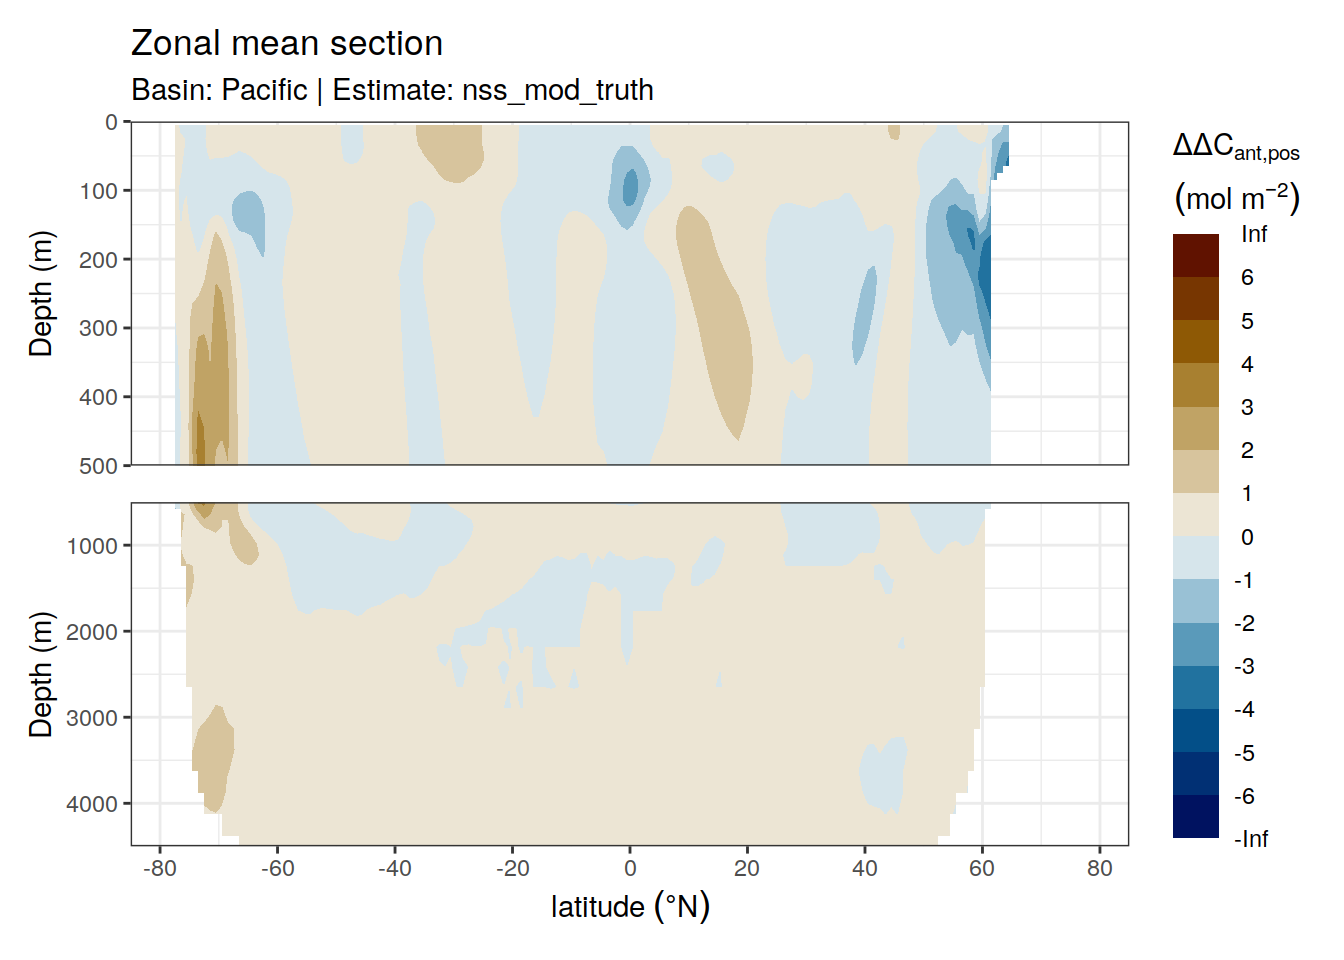 Zonal mean section
Basin: Pacific | Estimate: nss_mod_truth
0
100
200
300
400
500
Depth (m)
1000
2000
3000
4000
Depth (m)
-80 -60 -40 -20 0 20 40 60 80
latitude (°N)
ΔΔC ant,pos
(mol m⁻²)
Inf
6
5
4
3
2
1
0
-1
-2
-3
-4
-5
-6
-Inf